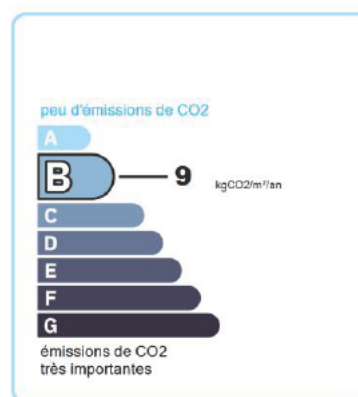 peu d'émissions de CO2
A
B 9 kgCO2/m²/an
C
D
E
F
G
émissions de CO2
très importantes